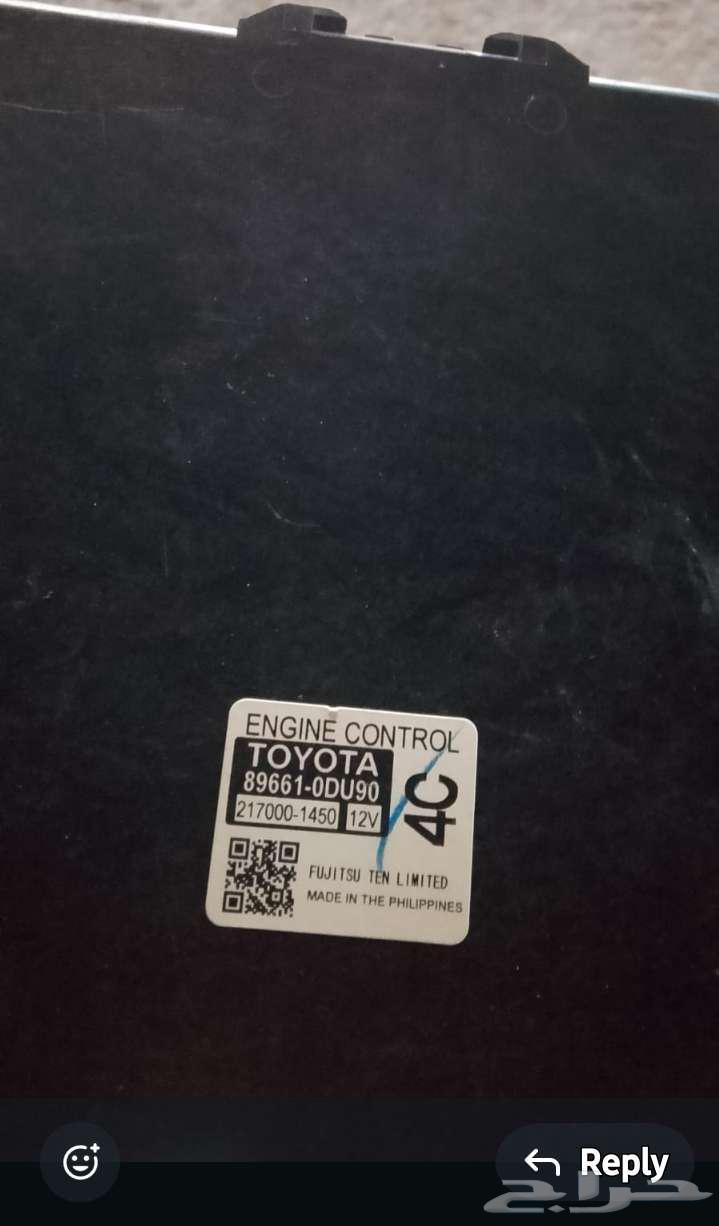 ENGINE CONTROL
TOYOTA
89661-0DU90
217000-1450 12V
4C
FUJITSU TEN LIMITED
MADE IN THE PHILIPPINES
Reply
حراج